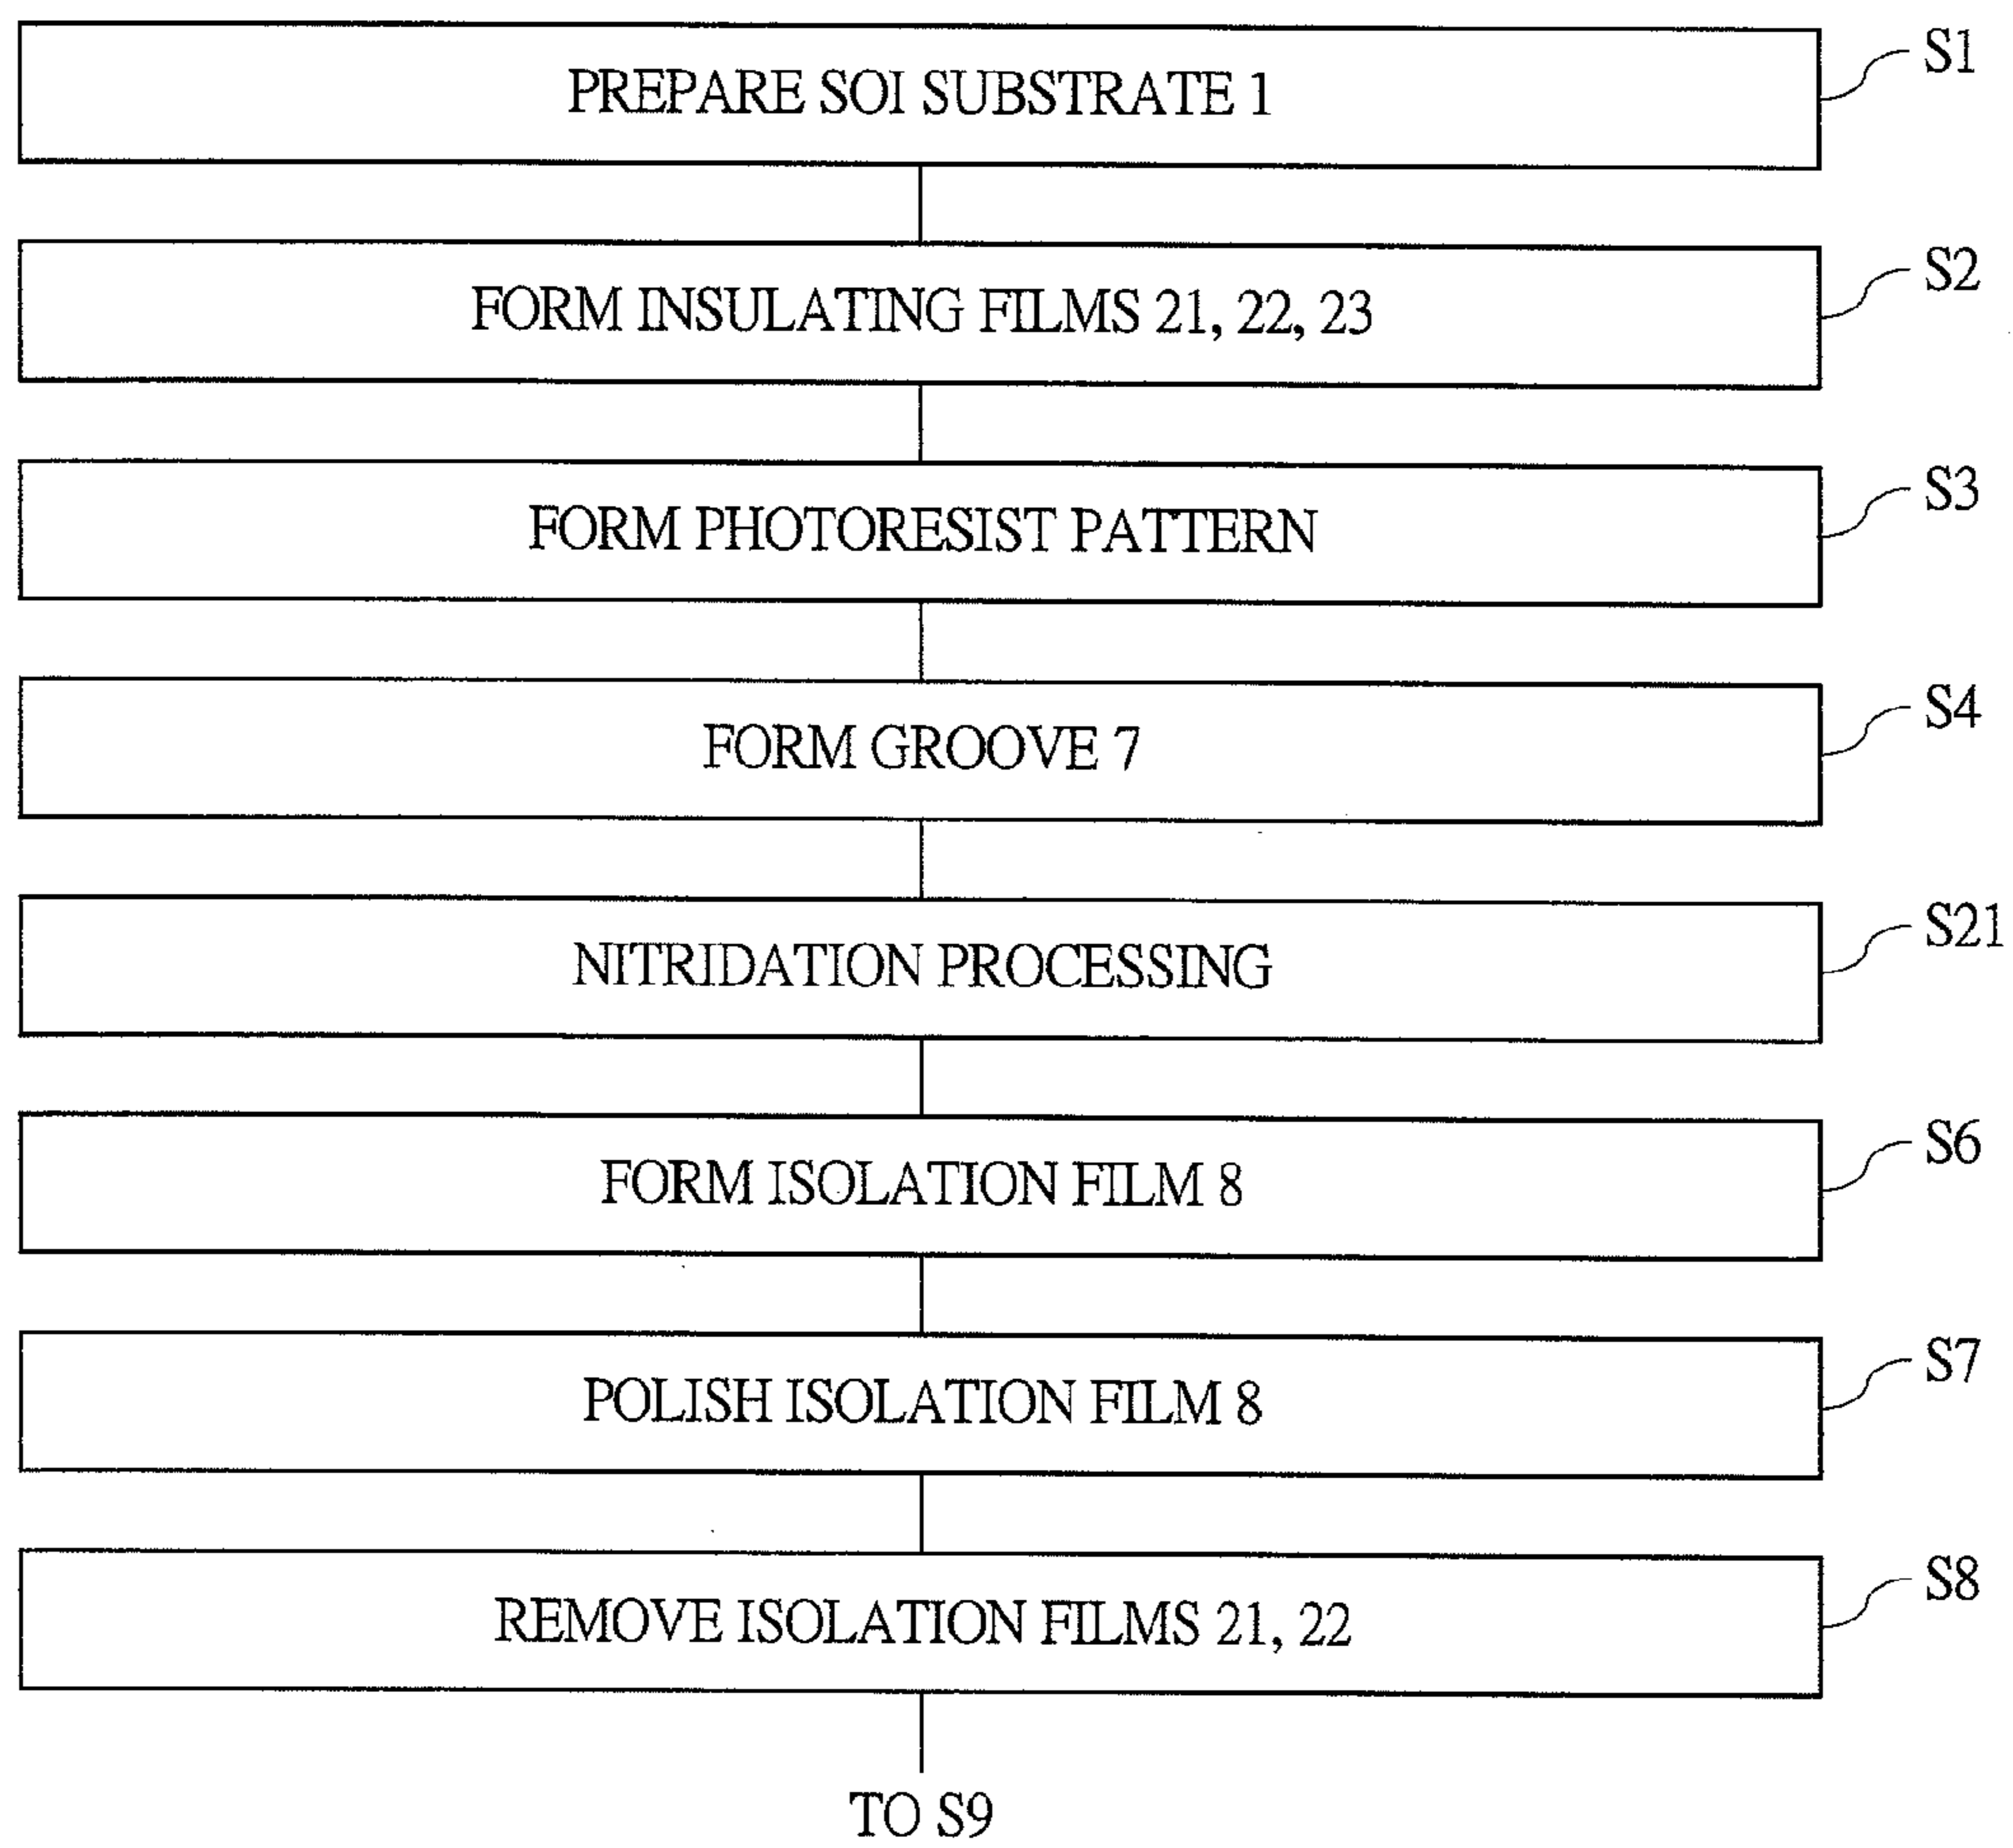 PREPARE SOI SUBSTRATE 1 S1
FORM INSULATING FILMS 21, 22, 23 S2
FORM PHOTORESIST PATTERN S3
FORM GROOVE 7 S4
NITRIDATION PROCESSING S21
FORM ISOLATION FILM 8 S6
POLISH ISOLATION FILM 8 S7
REMOVE ISOLATION FILMS 21, 22 S8
TO S9